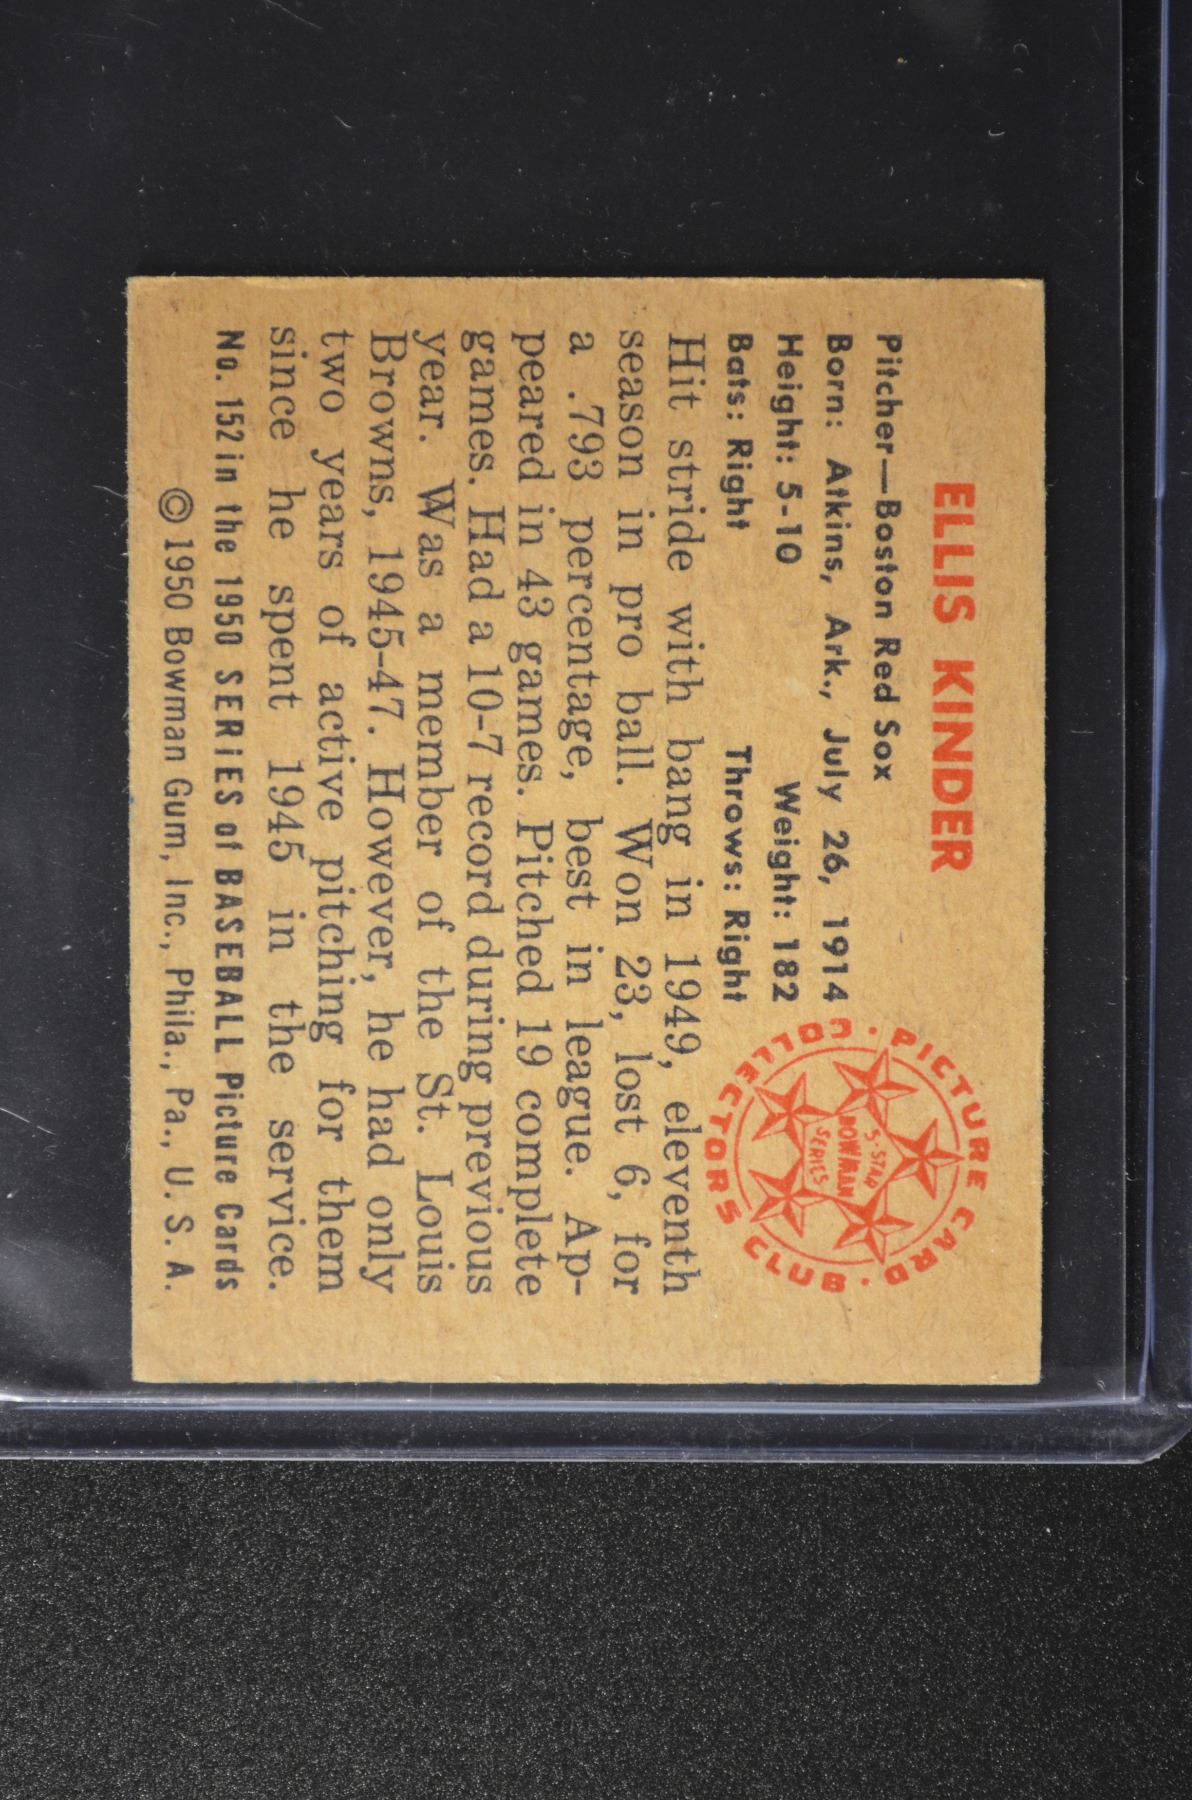 ELLIS KINDER
Pitcher—Boston Red Sox
Born: Atkins, Ark., July 26, 1914
Height: 5-10 Weight: 182
Bats: Right Throws: Right
PICTURE CARD COLLECTORS CLUB
5-STAR
BOWMAN
SERIES
Hit stride with bang in 1949, eleventh
season in pro ball. Won 23, lost 6, for
a .793 percentage, best in league. Ap-
peared in 43 games. Pitched 19 complete
games. Had a 10-7 record during previous
year. Was a member of the St. Louis
Browns, 1945-47. However, he had only
two years of active pitching for them
since he spent 1945 in the service.
No. 152 in the 1950 SERIES of BASEBALL Picture Cards
© 1950 Bowman Gum, Inc., Phila., Pa., U. S. A.